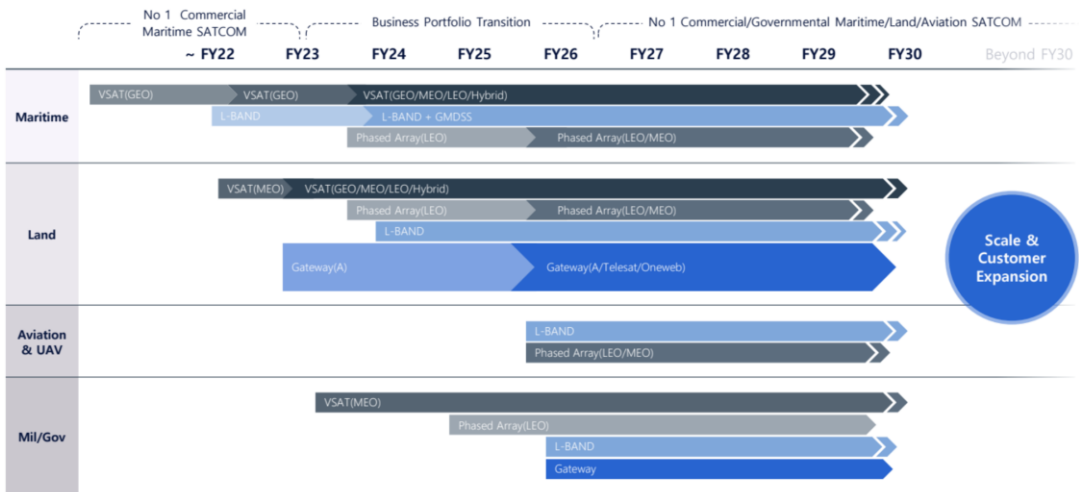 No 1 Commercial
Maritime SATCOM
Business Portfolio Transition
No 1 Commercial/Governmental Maritime/Land/Aviation SATCOM
~ FY22
FY23
FY24
FY25
FY26
FY27
FY28
FY29
FY30
Beyond FY30
Maritime
VSAT(GEO)
VSAT(GEO)
VSAT(GEO/MEO/LEO/Hybrid)
L-BAND
L-BAND + GMDSS
Phased Array(LEO)
Phased Array(LEO/MEO)
Land
VSAT(MEO)
VSAT(GEO/MEO/LEO/Hybrid)
Phased Array(LEO)
Phased Array(LEO/MEO)
L-BAND
Gateway(A)
Gateway(A/Telesat/Oneweb)
Scale &
Customer
Expansion
Aviation
& UAV
L-BAND
Phased Array(LEO/MEO)
Mil/Gov
VSAT(MEO)
Phased Array(LEO)
L-BAND
Gateway